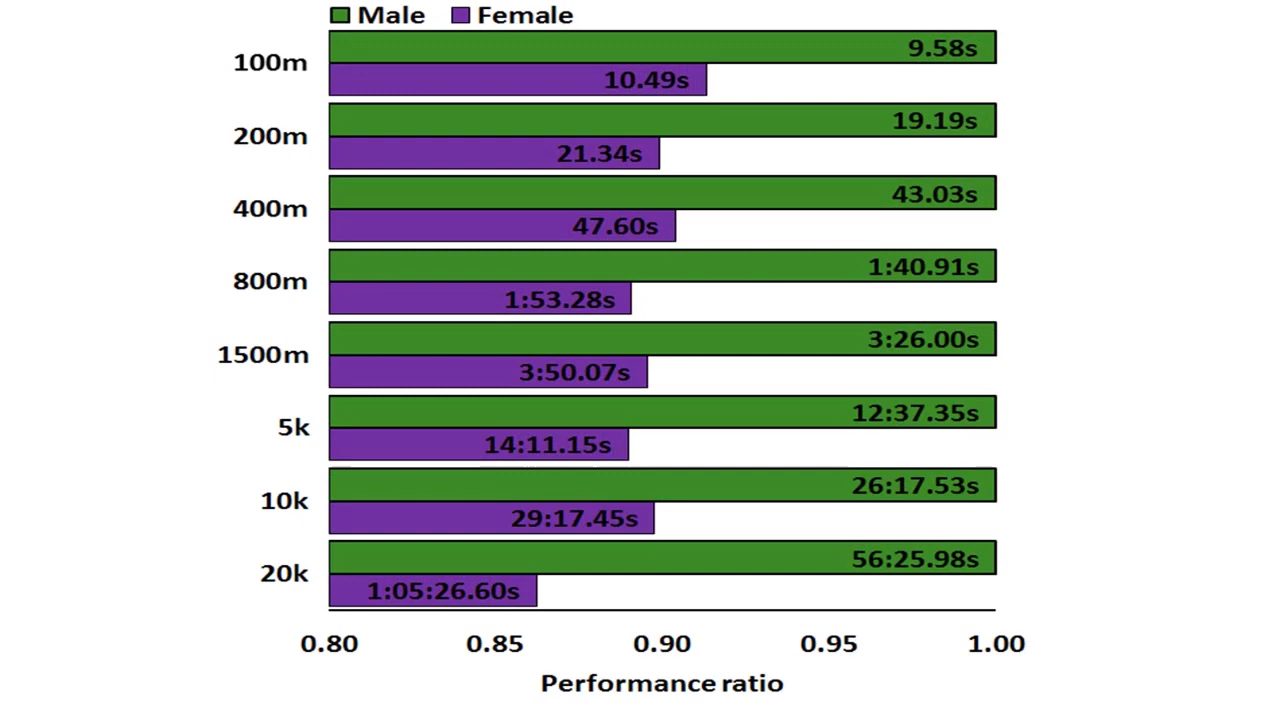 Male Female
100m
9.58s
10.49s
200m
19.19s
21.34s
400m
43.03s
47.60s
800m
1:40.91s
1:53.28s
1500m
3:26.00s
3:50.07s
5k
12:37.35s
14:11.15s
10k
26:17.53s
29:17.45s
20k
56:25.98s
1:05:26.60s
0.80 0.85 0.90 0.95 1.00
Performance ratio